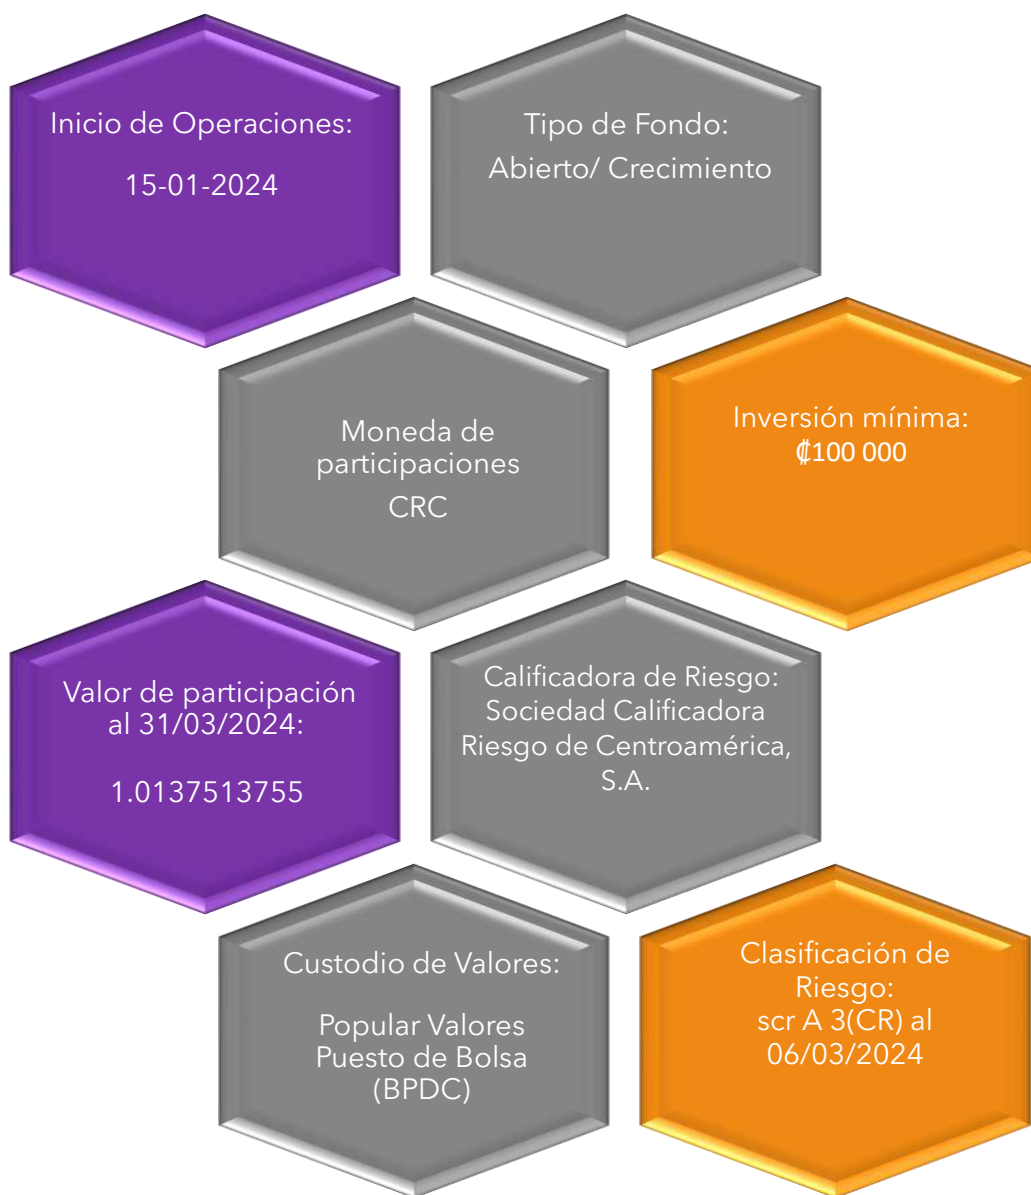 Inicio de Operaciones:
15-01-2024
Tipo de Fondo:
Abierto/ Crecimiento
Moneda de
participaciones
CRC
Inversión mínima:
₡100 000
Valor de participación
al 31/03/2024:
1.0137513755
Calificadora de Riesgo:
Sociedad Calificadora
Riesgo de Centroamérica,
S.A.
Custodio de Valores:
Popular Valores
Puesto de Bolsa
(BPDC)
Clasificación de
Riesgo:
scr A 3(CR) al
06/03/2024